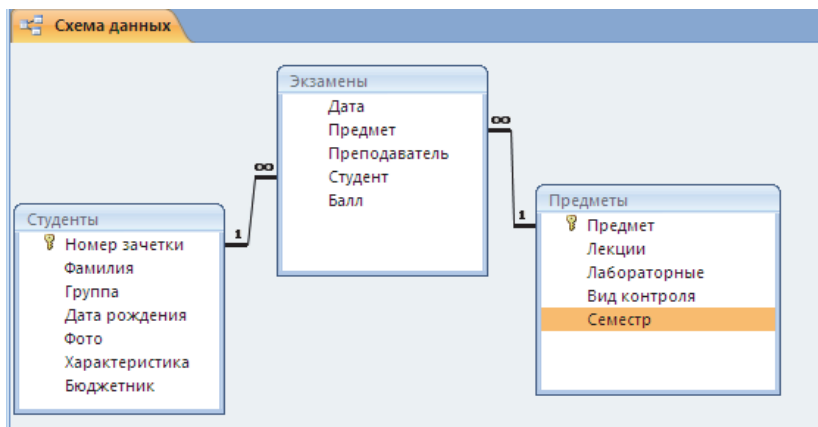 Схема данных
Экзамены
Дата
Предмет
Преподаватель
Студент
Балл
∞
1
Студенты
Номер зачетки
Фамилия
Группа
Дата рождения
Фото
Характеристика
Бюджетник
∞
1
Предметы
Предмет
Лекции
Лабораторные
Вид контроля
Семестр